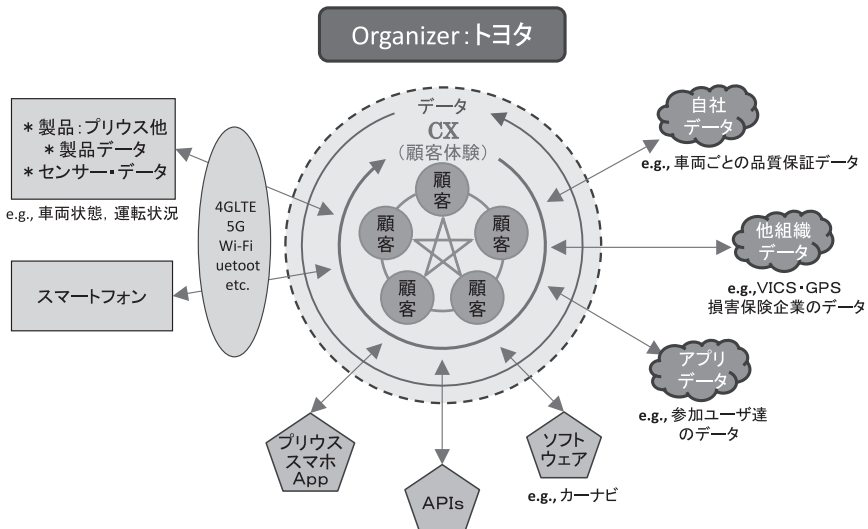 Organizer:トヨタ
* 製品:プリウス他
* 製品データ
* センサー・データ
e.g., 車両状態, 運転状況
スマートフォン
4GLTE
5G
Wi-Fi
uetoot
etc.
データ
CX
(顧客体験)
顧客
顧客
顧客
顧客
顧客
自社
データ
e.g., 車両ごとの品質保証データ
他組織
データ
e.g.,VICS・GPS
損害保険企業のデータ
アプリ
データ
e.g., 参加ユーザ達
のデータ
プリウス
スマホ
App
APIs
ソフト
ウェア
e.g., カーナビ